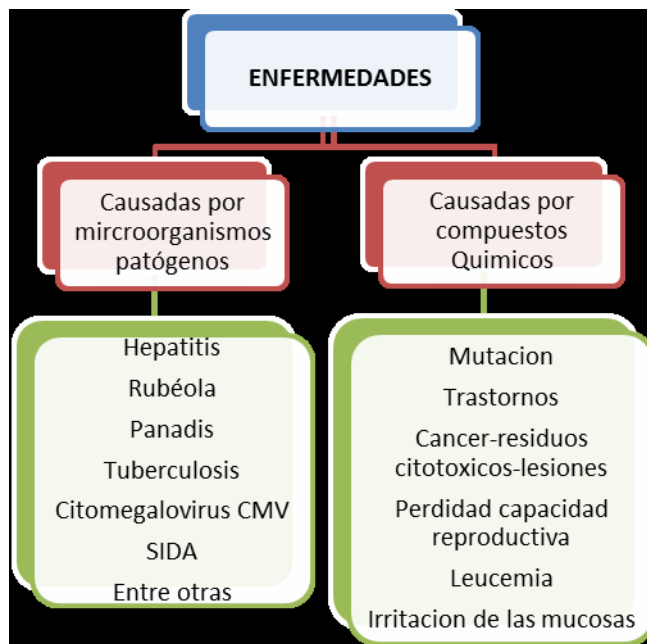 ENFERMEDADES
Causadas por
mircroorganismos
patógenos
Causadas por
compuestos
Quimicos
Hepatitis
Rubéola
Panadis
Tuberculosis
Citomegalovirus CMV
SIDA
Entre otras
Mutacion
Trastornos
Cancer-residuos
citotoxicos-lesiones
Perdidad capacidad
reproductiva
Leucemia
Irritacion de las mucosas